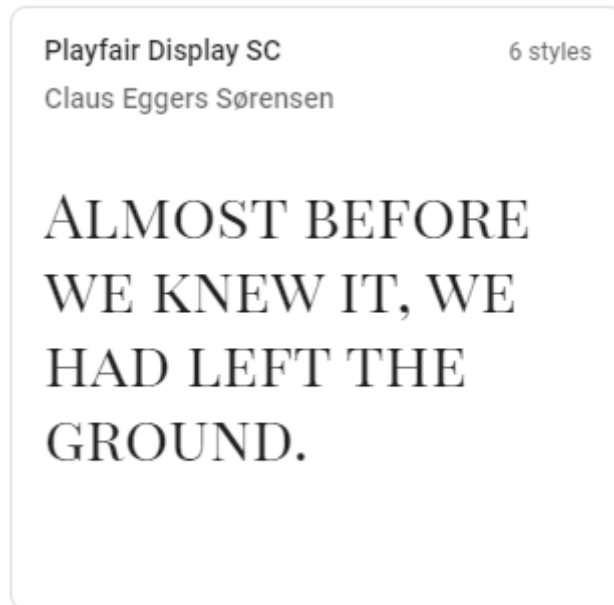 Playfair Display SC 6 styles
Claus Eggers Sørensen
Almost before
we knew it, we
had left the
ground.